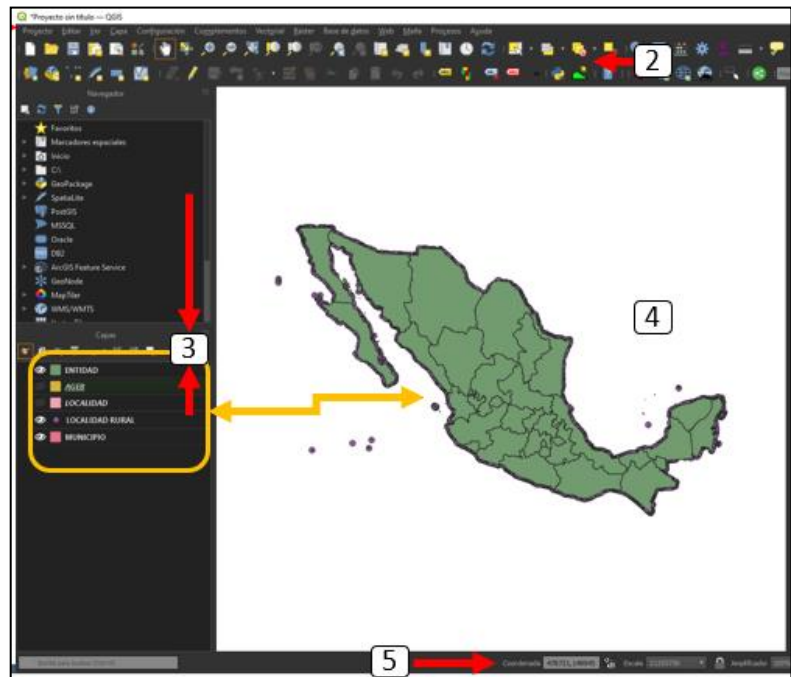 *Proyecto sin título — QGIS
Proyecto Editar Ver Capa Configuración Complementos Vectorial Ráster Base de datos Web Malla Procesos Ayuda
2
Navegador
Favoritos
Marcadores espaciales
Inicio
C:\
GeoPackage
SpatiaLite
PostGIS
MSSQL
Oracle
DB2
ArcGIS Feature Service
GeoNode
MapTiler
WMS/WMTS
Capas
3
ENTIDAD
AGEB
LOCALIDAD
LOCALIDAD RURAL
MUNICIPIO
4
5
Coordenada Escala Amplificador 100%